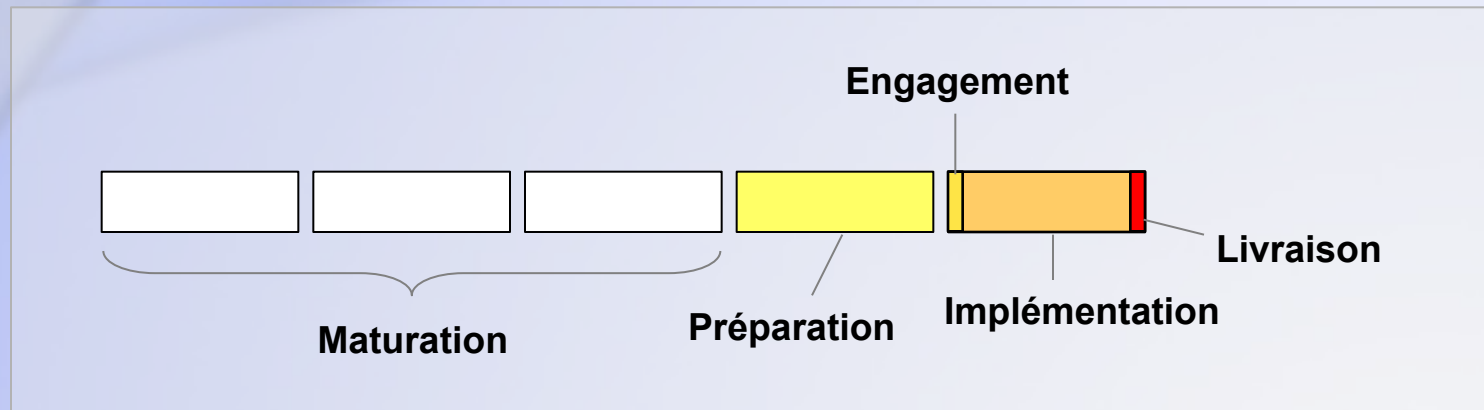 Engagement
Livraison
Maturation
Préparation
Implémentation